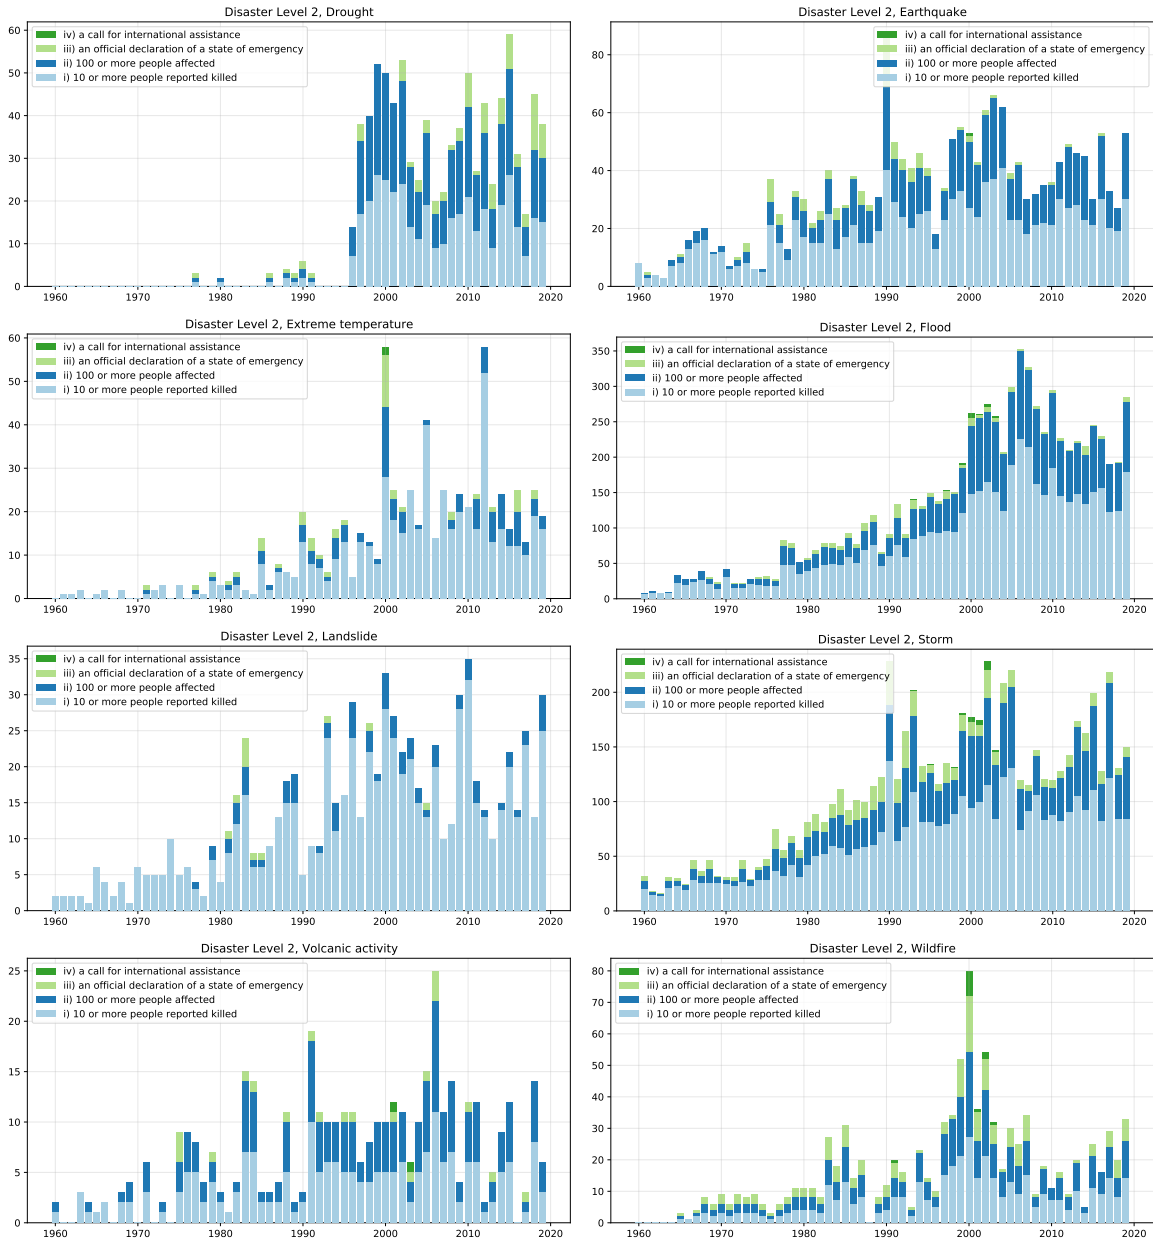 Disaster Level 2, Drought
60
50
40
30
20
10
0
iv) a call for international assistance
iii) an official declaration of a state of emergency
ii) 100 or more people affected
i) 10 or more people reported killed
1960 1970 1980 1990 2000 2010 2020
Disaster Level 2, Earthquake
80
60
40
20
0
iv) a call for international assistance
iii) an official declaration of a state of emergency
ii) 100 or more people affected
i) 10 or more people reported killed
1960 1970 1980 1990 2000 2010 2020
Disaster Level 2, Extreme temperature
60
50
40
30
20
10
0
iv) a call for international assistance
iii) an official declaration of a state of emergency
ii) 100 or more people affected
i) 10 or more people reported killed
1960 1970 1980 1990 2000 2010 2020
Disaster Level 2, Flood
350
300
250
200
150
100
50
0
iv) a call for international assistance
iii) an official declaration of a state of emergency
ii) 100 or more people affected
i) 10 or more people reported killed
1960 1970 1980 1990 2000 2010 2020
Disaster Level 2, Landslide
35
30
25
20
15
10
5
0
iv) a call for international assistance
iii) an official declaration of a state of emergency
ii) 100 or more people affected
i) 10 or more people reported killed
1960 1970 1980 1990 2000 2010 2020
Disaster Level 2, Storm
200
150
100
50
0
iv) a call for international assistance
iii) an official declaration of a state of emergency
ii) 100 or more people affected
i) 10 or more people reported killed
1960 1970 1980 1990 2000 2010 2020
Disaster Level 2, Volcanic activity
25
20
15
10
5
0
iv) a call for international assistance
iii) an official declaration of a state of emergency
ii) 100 or more people affected
i) 10 or more people reported killed
1960 1970 1980 1990 2000 2010 2020
Disaster Level 2, Wildfire
80
70
60
50
40
30
20
10
0
iv) a call for international assistance
iii) an official declaration of a state of emergency
ii) 100 or more people affected
i) 10 or more people reported killed
1960 1970 1980 1990 2000 2010 2020